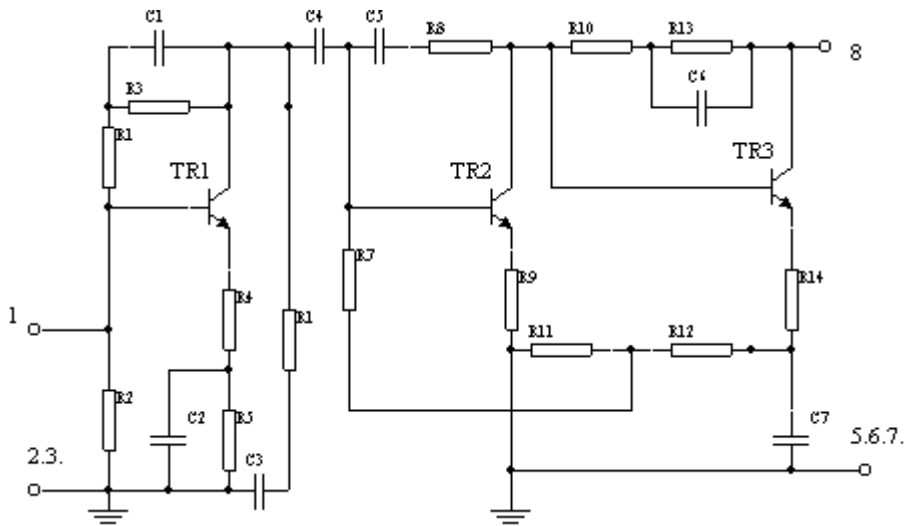 C1
C4
C5
R8
R10
R13
8
R3
C6
R1
TR1
TR2
TR3
R7
R9
R14
R4
1
R1
R11
R12
R2
C2
R5
C7
5.6.7.
2.3.
C3